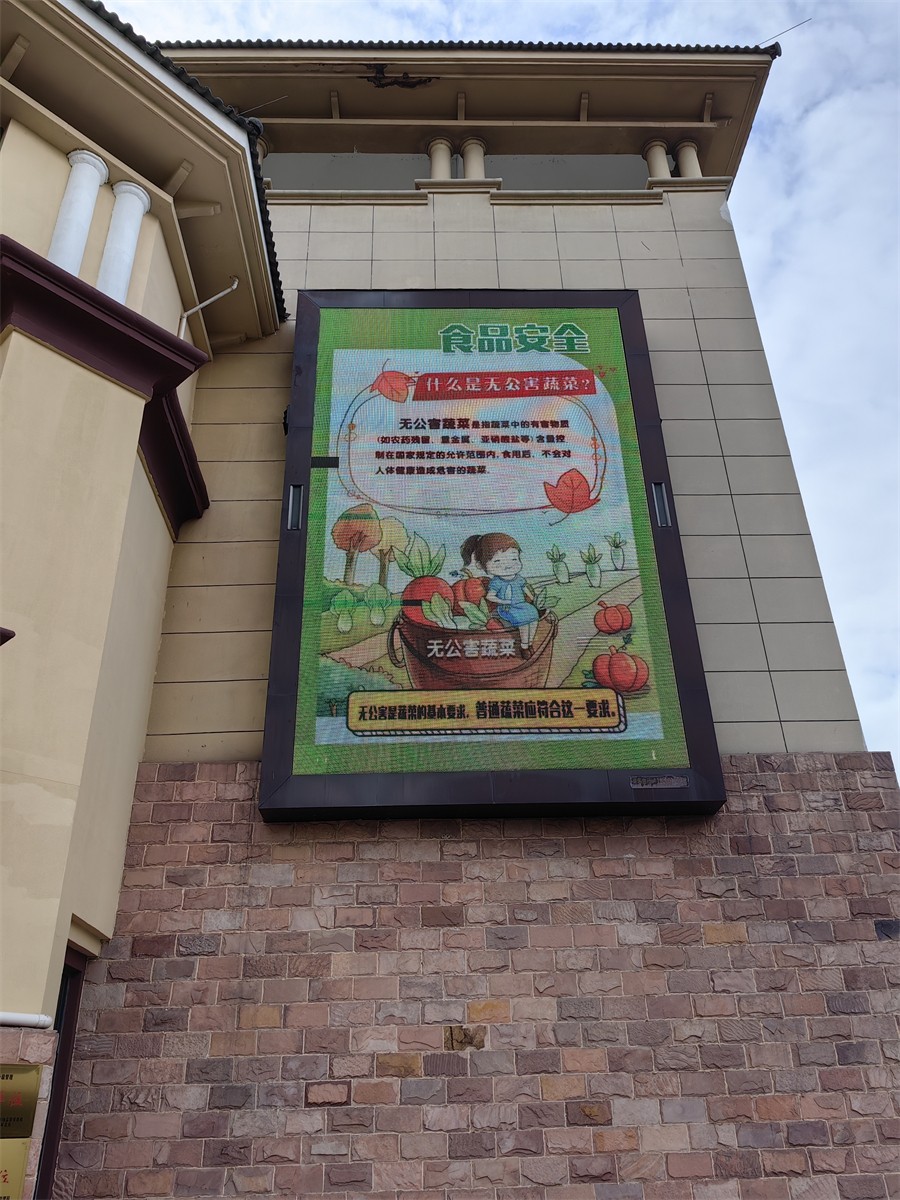 食品安全
什么是无公害蔬菜？
无公害蔬菜是指蔬菜中的有害物质
（如农药残留、重金属、亚硝酸盐等）含量控
制在国家规定的允许范围内，食用后，不会对
人体健康造成危害的蔬菜。
无公害蔬菜
无公害是蔬菜的基本要求，普通蔬菜应符合这一要求。